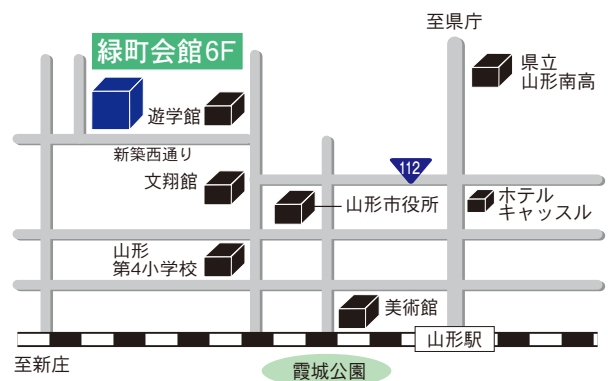 至県庁
緑町会館6F
県立
山形南高
遊学館
新築西通り
112
文翔館
山形市役所
ホテル
キャッスル
山形
第4小学校
美術館
山形駅
至新庄
霞城公園